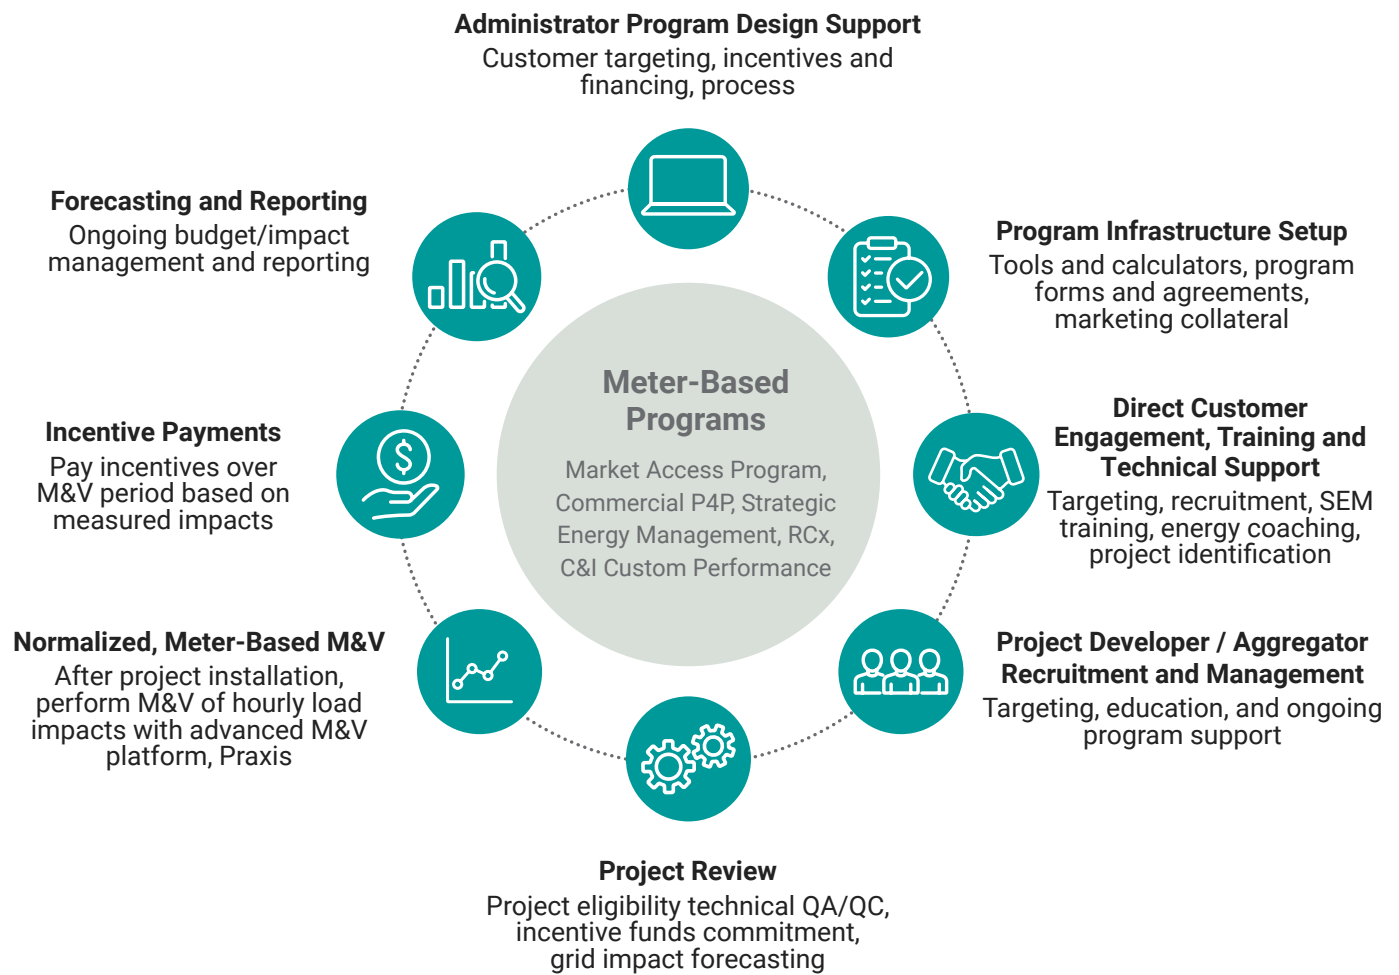 Administrator Program Design Support
Customer targeting, incentives and
financing, process
Program Infrastructure Setup
Tools and calculators, program
forms and agreements,
marketing collateral
Direct Customer
Engagement, Training and
Technical Support
Targeting, recruitment, SEM
training, energy coaching,
project identification
Project Developer / Aggregator
Recruitment and Management
Targeting, education, and ongoing
program support
Project Review
Project eligibility technical QA/QC,
incentive funds commitment,
grid impact forecasting
Normalized, Meter-Based M&V
After project installation,
perform M&V of hourly load
impacts with advanced M&V
platform, Praxis
Incentive Payments
Pay incentives over
M&V period based on
measured impacts
Forecasting and Reporting
Ongoing budget/impact
management and reporting
Meter-Based
Programs
Market Access Program,
Commercial P4P, Strategic
Energy Management, RCx,
C&I Custom Performance
$